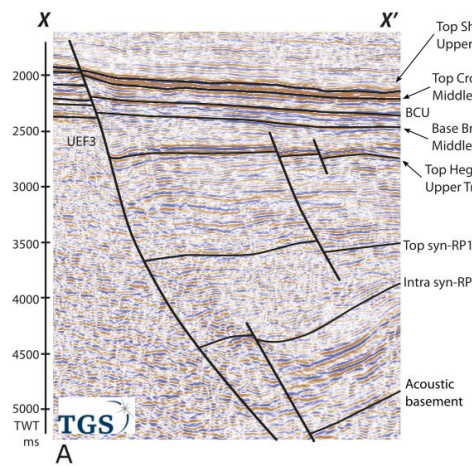 X X'
Top Sh
Upper
2000
Top Cro
Middle
BCU
UEF3
Base Br
Middle
2500
Top Heg
Upper Tr
3000
3500
Top syn-RP1
Intra syn-RP
4000
4500
Acoustic
basement
5000
TWT
ms
TGS
A